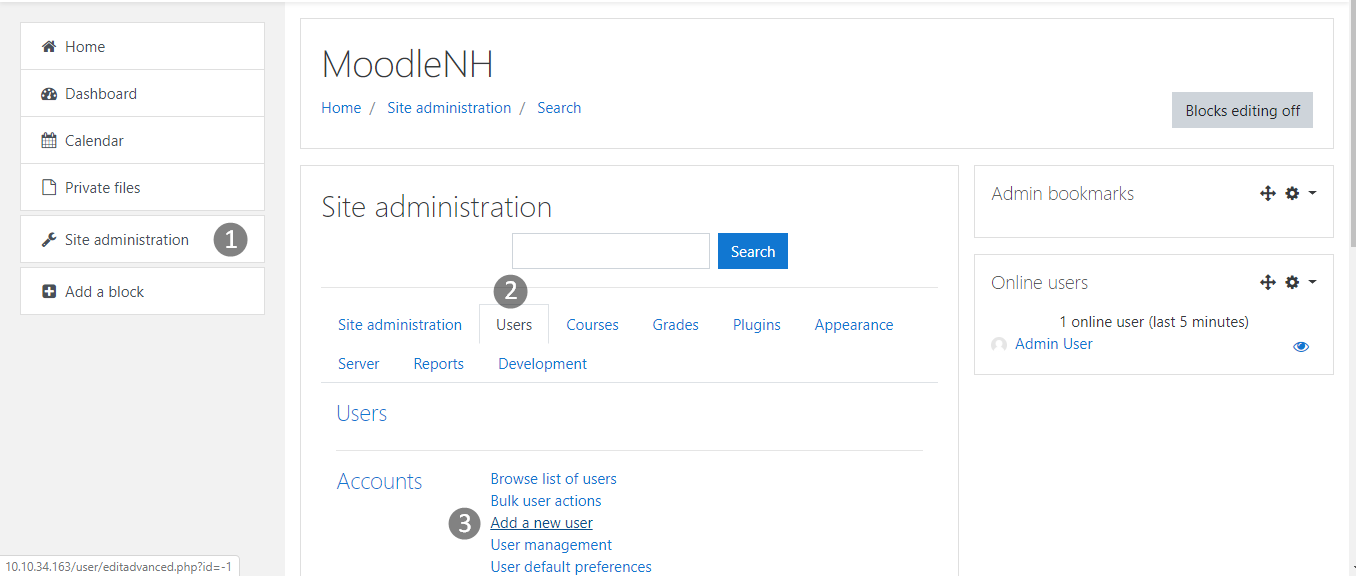 Home
Dashboard
Calendar
Private files
Site administration 1
Add a block
MoodleNH
Home / Site administration / Search
Blocks editing off
Site administration
Search
2
Site administration Users Courses Grades Plugins Appearance
Server Reports Development
Users
Accounts
Browse list of users
Bulk user actions
3 Add a new user
User management
User default preferences
Admin bookmarks
Online users
1 online user (last 5 minutes)
Admin User
10.10.34.163/user/editadvanced.php?id=-1